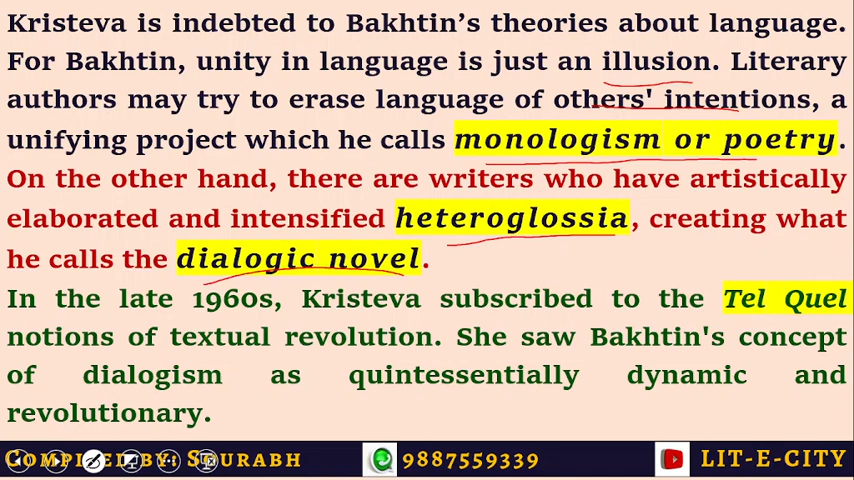 Kristeva is indebted to Bakhtin’s theories about language.
For Bakhtin, unity in language is just an illusion. Literary
authors may try to erase language of others' intentions, a
unifying project which he calls monologism or poetry.
On the other hand, there are writers who have artistically
elaborated and intensified heteroglossia, creating what
he calls the dialogic novel.
In the late 1960s, Kristeva subscribed to the Tel Quel
notions of textual revolution. She saw Bakhtin's concept
of dialogism as quintessentially dynamic and
revolutionary.
Compiled by: Sourabh 9887559339 LIT-E-CITY